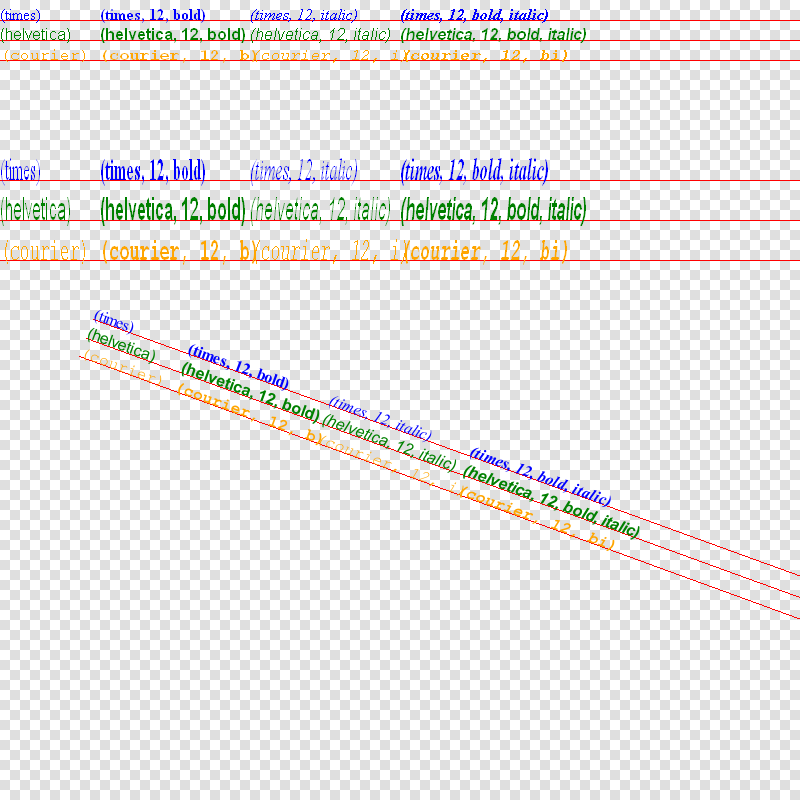 (times) (times, 12, bold) (times, 12, italic) (times, 12, bold, italic)
(helvetica) (helvetica, 12, bold) (helvetica, 12, italic) (helvetica, 12, bold, italic)
(courier) (courier, 12, b) (courier, 12, i) (courier, 12, bi)
(times) (times, 12, bold) (times, 12, italic) (times, 12, bold, italic)
(helvetica) (helvetica, 12, bold) (helvetica, 12, italic) (helvetica, 12, bold, italic)
(courier) (courier, 12, b) (courier, 12, i) (courier, 12, bi)
(times) (times, 12, bold) (times, 12, italic) (times, 12, bold, italic)
(helvetica) (helvetica, 12, bold) (helvetica, 12, italic) (helvetica, 12, bold, italic)
(courier) (courier, 12, b) (courier, 12, i) (courier, 12, bi)